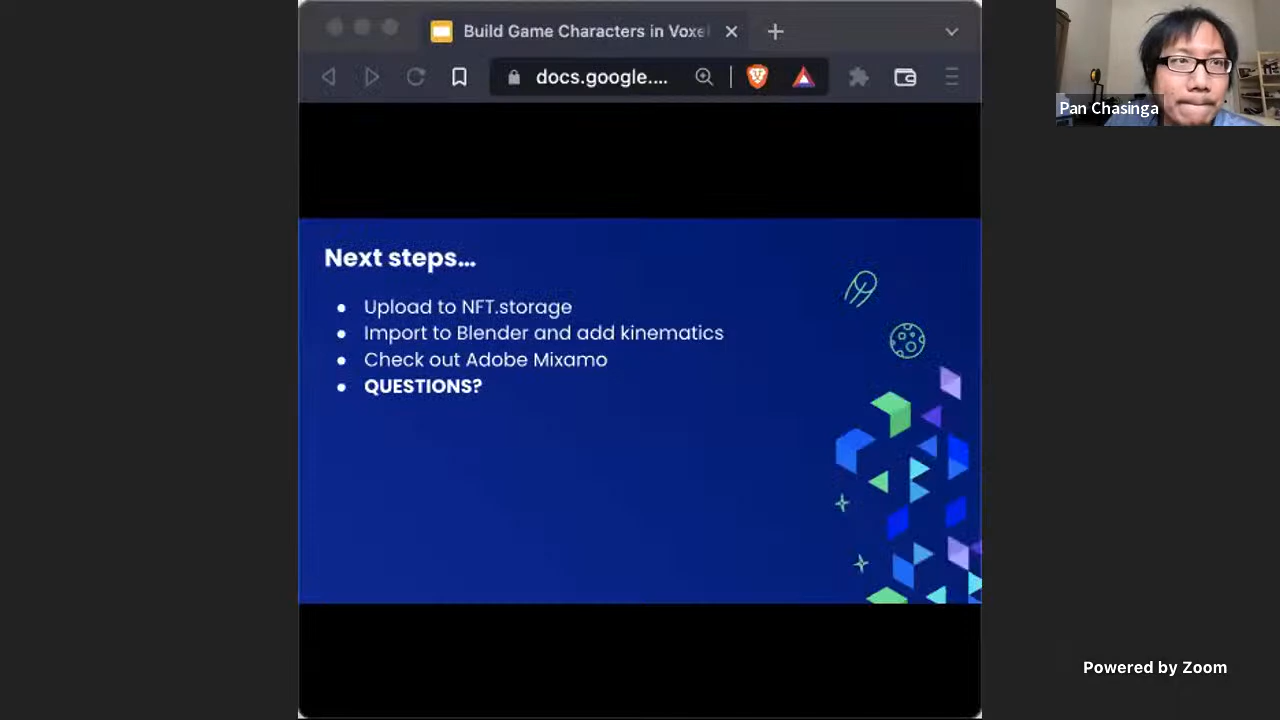 Build Game Characters in Voxel
docs.google....
Pan Chasinga
Next steps...
Upload to NFT.storage
Import to Blender and add kinematics
Check out Adobe Mixamo
QUESTIONS?
Powered by Zoom